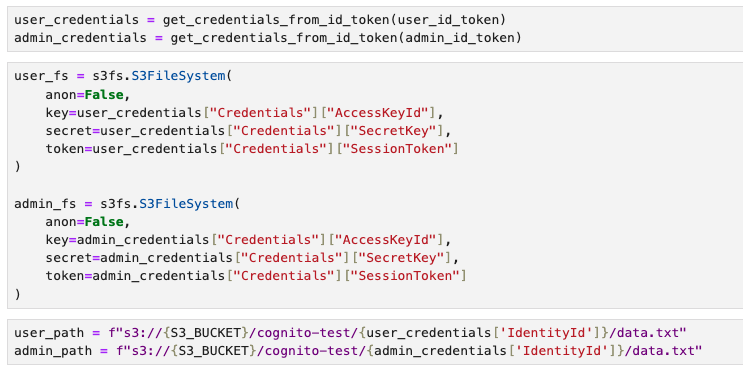 user_credentials = get_credentials_from_id_token(user_id_token)
admin_credentials = get_credentials_from_id_token(admin_id_token)
user_fs = s3fs.S3FileSystem(
    anon=False,
    key=user_credentials["Credentials"]["AccessKeyId"],
    secret=user_credentials["Credentials"]["SecretKey"],
    token=user_credentials["Credentials"]["SessionToken"]
)
admin_fs = s3fs.S3FileSystem(
    anon=False,
    key=admin_credentials["Credentials"]["AccessKeyId"],
    secret=admin_credentials["Credentials"]["SecretKey"],
    token=admin_credentials["Credentials"]["SessionToken"]
)
user_path = f"s3://{S3_BUCKET}/cognito-test/{user_credentials['IdentityId']}/data.txt"
admin_path = f"s3://{S3_BUCKET}/cognito-test/{admin_credentials['IdentityId']}/data.txt"